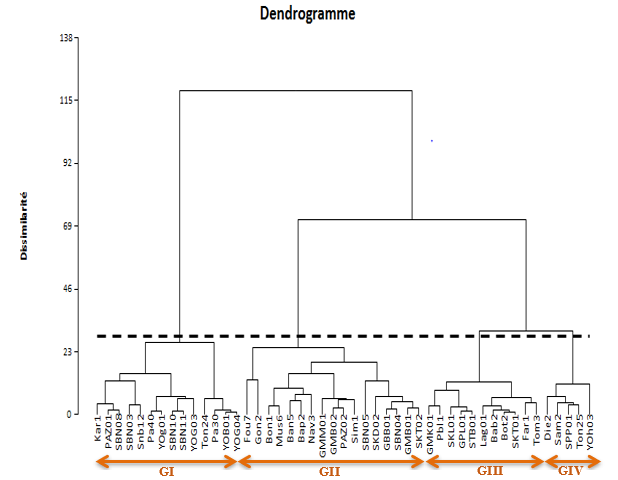 Dendrogramme
138
115
92
69
46
23
0
Dissimilarité
Kar1
PAZ01
SBN08
SBN03
Snb12
Pa40
YOg01
SBN10
SBN11
YOG03
Ton24
Pa30
YOB01
YOG04
Fou7
Gon2
Bon1
Mus6
Ban5
Bap2
Nav3
GMM01
GMB02
PAZ02
Sim1
SBN05
SKD02
GBB01
SBN04
GMB01
SKT02
GMK01
Pbl1
SKL01
GPL01
STB01
Lag01
Bab2
Bot2
SKT01
Far1
Tom3
Die2
Sam2
SPP01
Ton25
YOh03
GI
GII
GIII
GIV